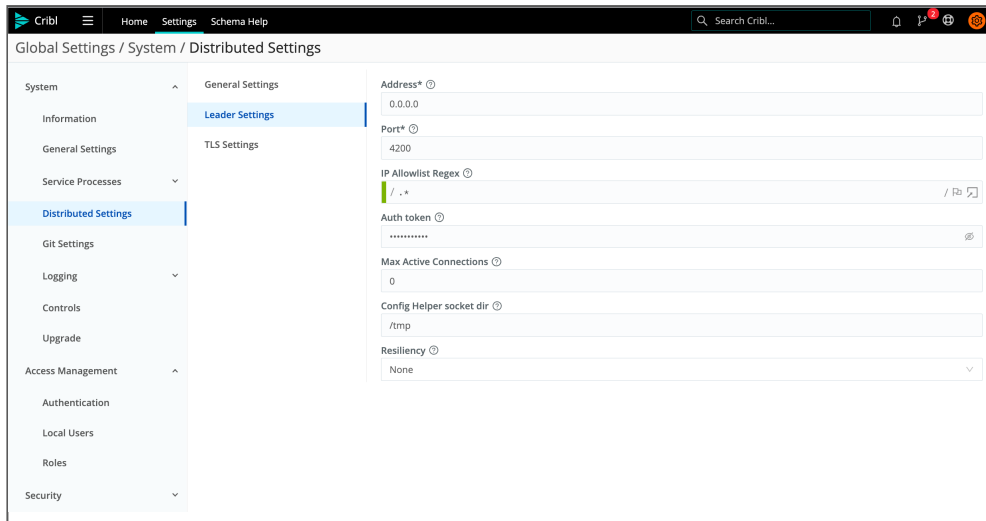 Cribl Home Settings Schema Help Search Cribl... 2
Global Settings / System / Distributed Settings
System
Information
General Settings
Service Processes
Distributed Settings
Git Settings
Logging
Controls
Upgrade
Access Management
Authentication
Local Users
Roles
Security
General Settings
Leader Settings
TLS Settings
Address* ?
0.0.0.0
Port* ?
4200
IP Allowlist Regex ?
/ .* /
Auth token ?
•••••••••••
Max Active Connections ?
0
Config Helper socket dir ?
/tmp
Resiliency ?
None